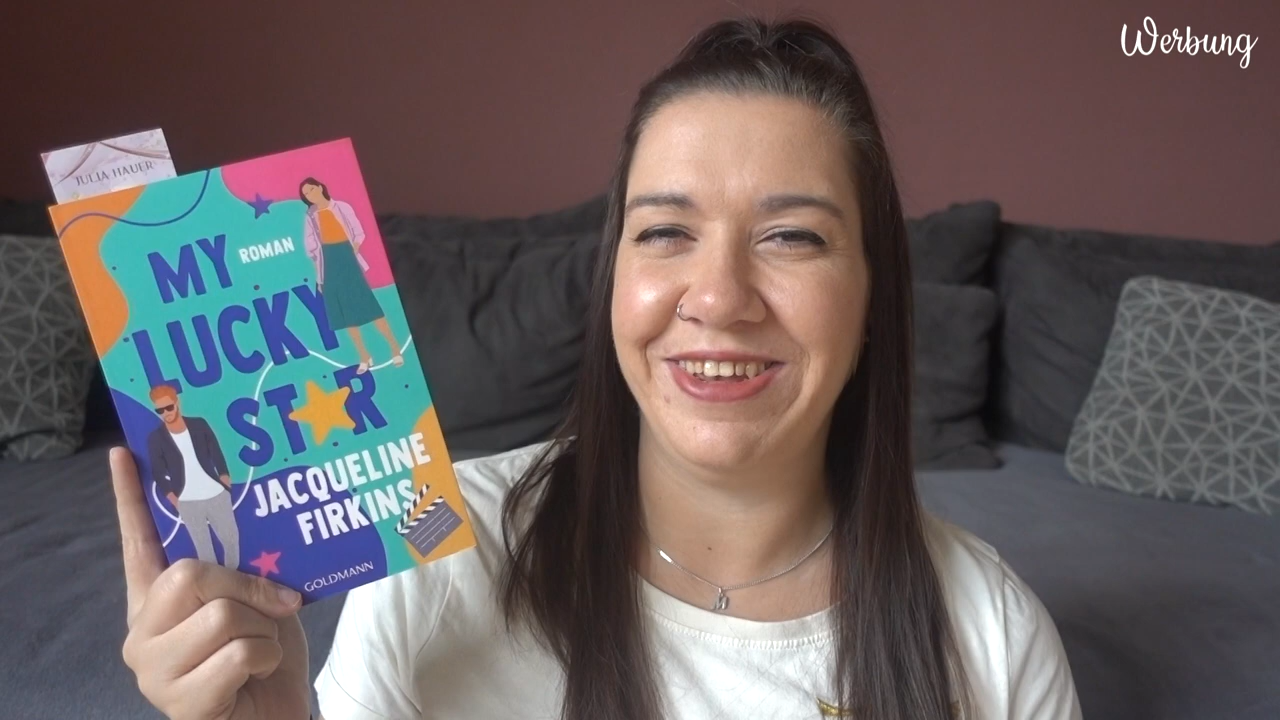 Werbung
JULIA HAUER
MY
ROMAN
LUCKY
STAR
JACQUELINE
FIRKINS
GOLDMANN